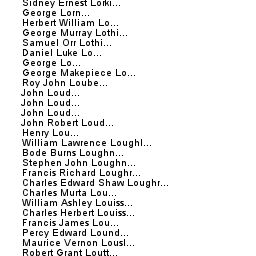 Sidney Ernest Lorki...
George Lorn...
Herbert William Lo...
George Murray Lothi...
Samuel Orr Lothi...
Daniel Luke Lo...
George Lo...
George Makepiece Lo...
Roy John Loube...
John Loud...
John Loud...
John Loud...
John Robert Loud...
Henry Lou...
William Lawrence Loughl...
Bode Burns Loughn...
Stephen John Loughn...
Francis Richard Loughr...
Charles Edward Shaw Loughr...
Charles Murta Lou...
William Ashley Louiss...
Charles Herbert Louiss...
Francis James Lou...
Percy Edward Lound...
Maurice Vernon Lousl...
Robert Grant Loutt...